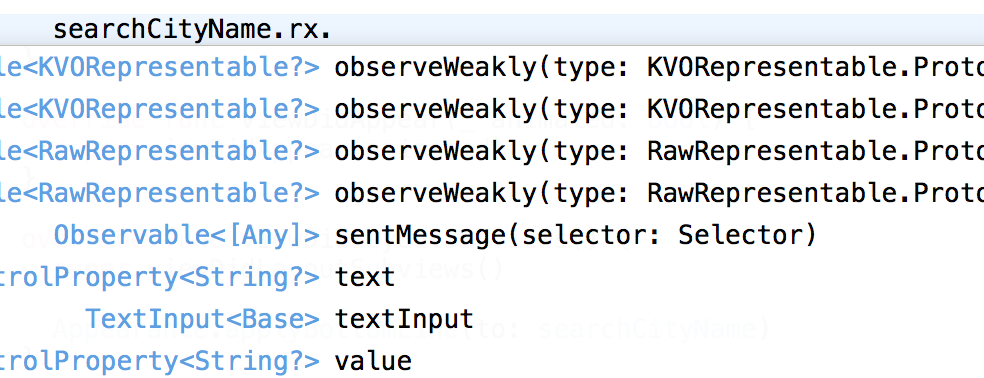 searchCityName.rx.
le<KVORepresentable?> observeWeakly(type: KVORepresentable.Proto
le<KVORepresentable?> observeWeakly(type: KVORepresentable.Proto
le<RawRepresentable?> observeWeakly(type: RawRepresentable.Proto
le<RawRepresentable?> observeWeakly(type: RawRepresentable.Proto
Observable<[Any]> sentMessage(selector: Selector)
trolProperty<String?> text
TextInput<Base> textInput
to: searchCityName)
trolProperty<String?> value